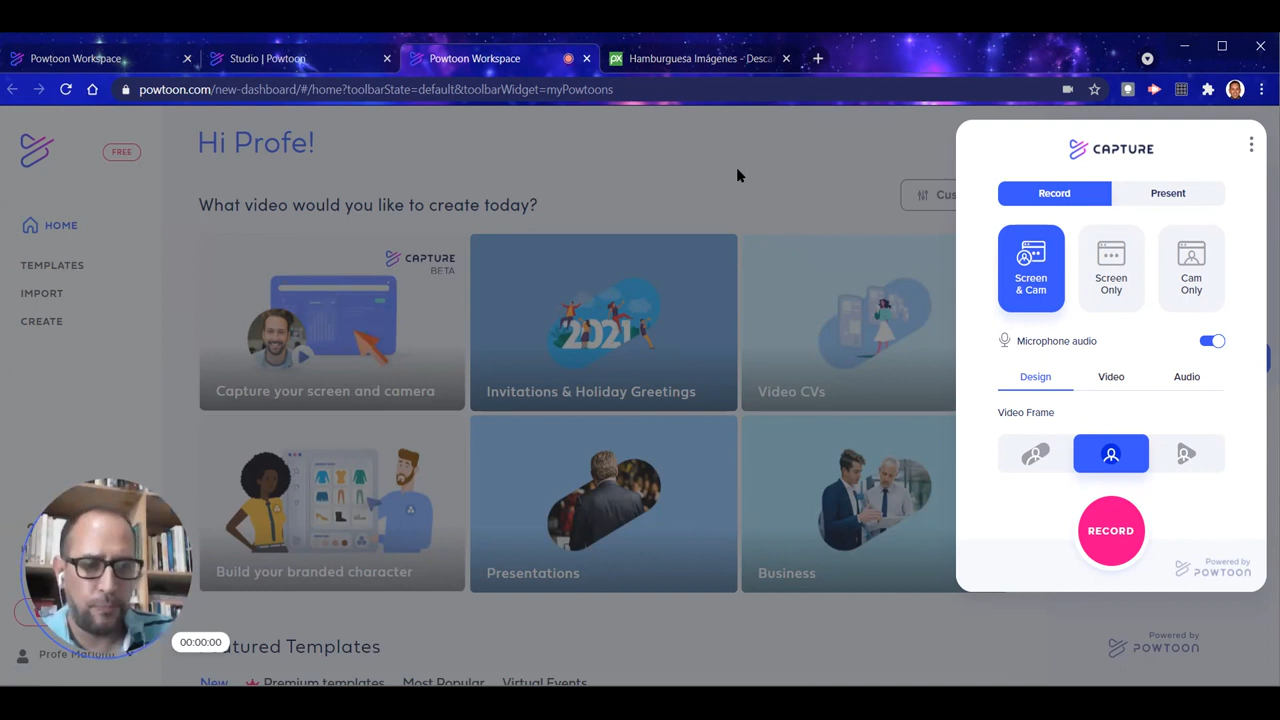 Powtoon Workspace
Studio | Powtoon
Powtoon Workspace
px
Hamburguesa Imágenes - Desca
powtoon.com/new-dashboard/#/home?toolbarState=default&toolbarWidget=myPowtoons
FREE
Hi Profe!
What video would you like to create today?
Cus
HOME
TEMPLATES
IMPORT
CREATE
CAPTURE
BETA
Capture your screen and camera
2021
Invitations & Holiday Greetings
Video CVs
Build your branded character
Presentations
Business
00:00:00
Featured Templates
New
Premium templates
Most Popular
Virtual Events
Powered by
POWTOON
CAPTURE
Record
Present
Screen
& Cam
Screen
Only
Cam
Only
Microphone audio
Design
Video
Audio
Video Frame
RECORD
Powered by
POWTOON